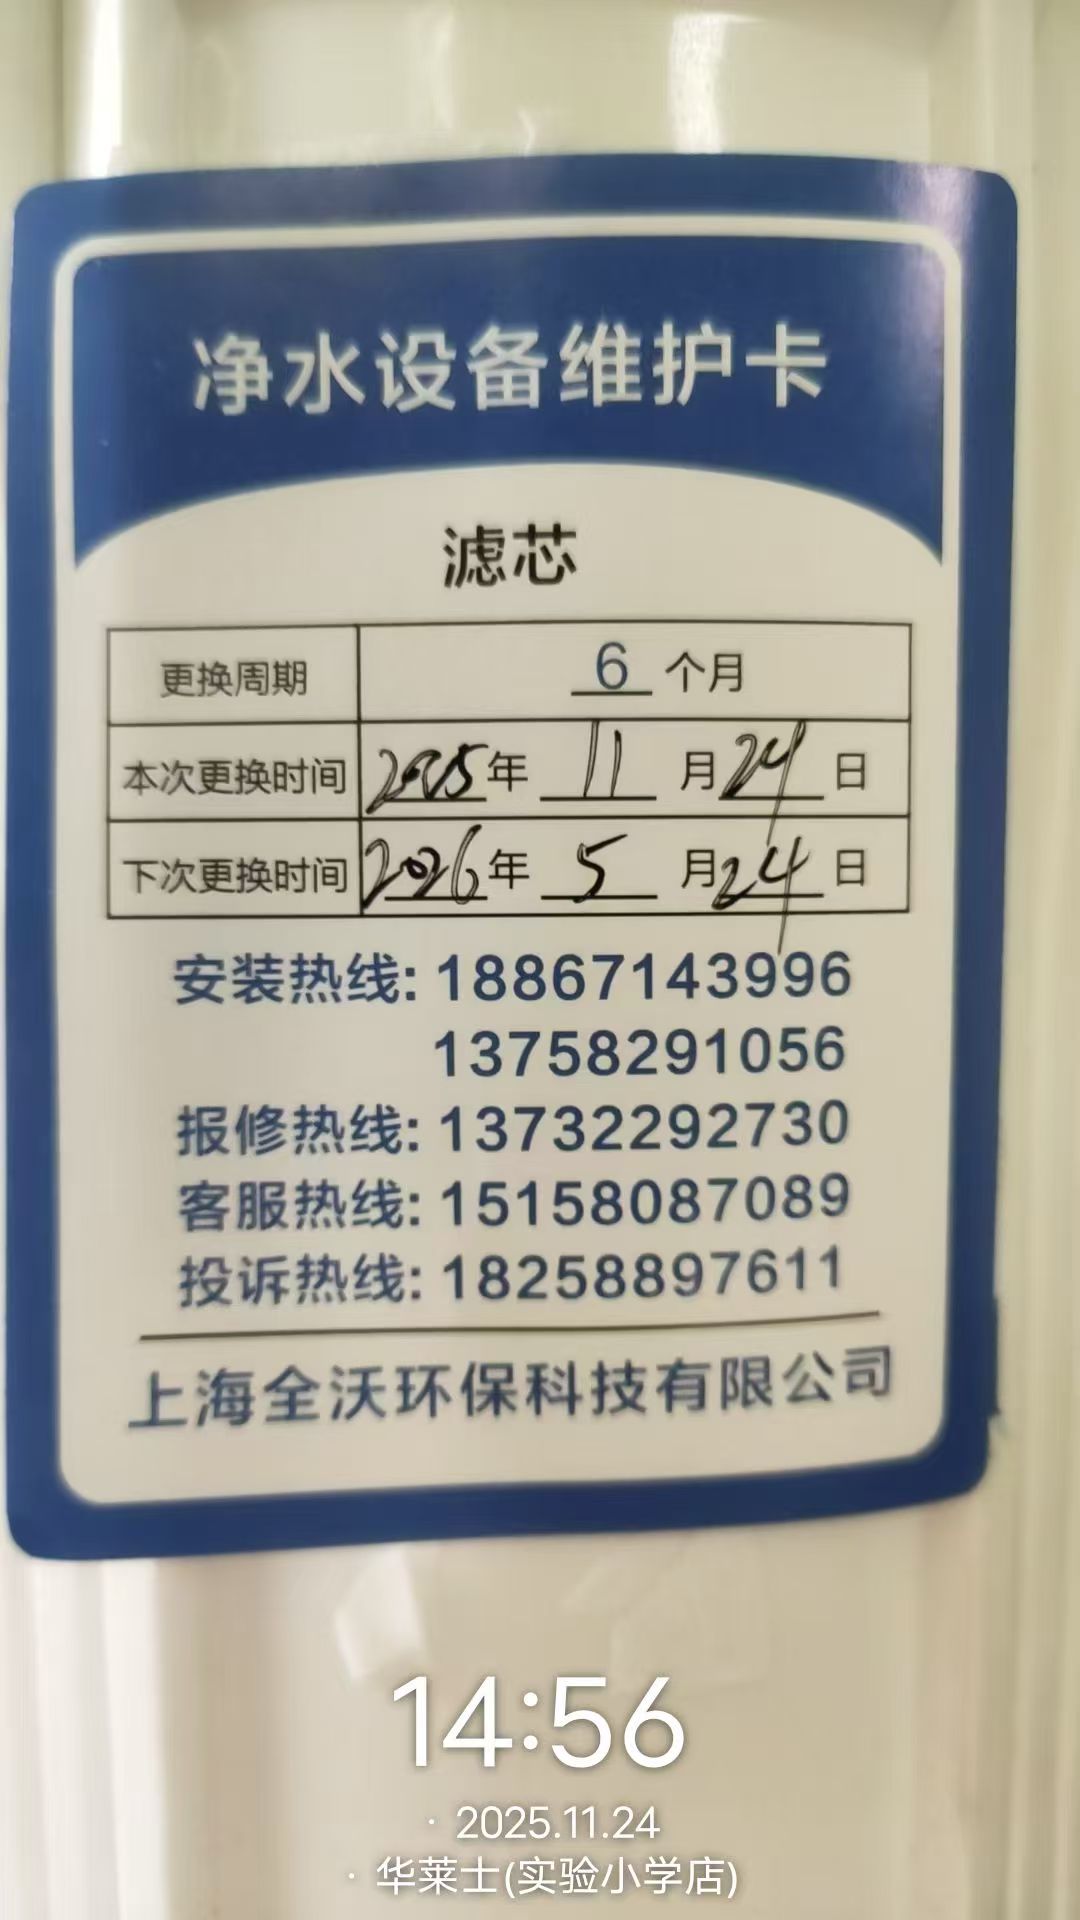 净水设备维护卡
滤芯
更换周期 6 个月
本次更换时间 2025年 11 月 24 日
下次更换时间 2026年 5 月 24 日
安装热线: 18867143996
13758291056
报修热线: 13732292730
客服热线: 15158087089
投诉热线: 18258897611
上海全沃环保科技有限公司
14:56
· 2025.11.24
· 华莱士(实验小学店)